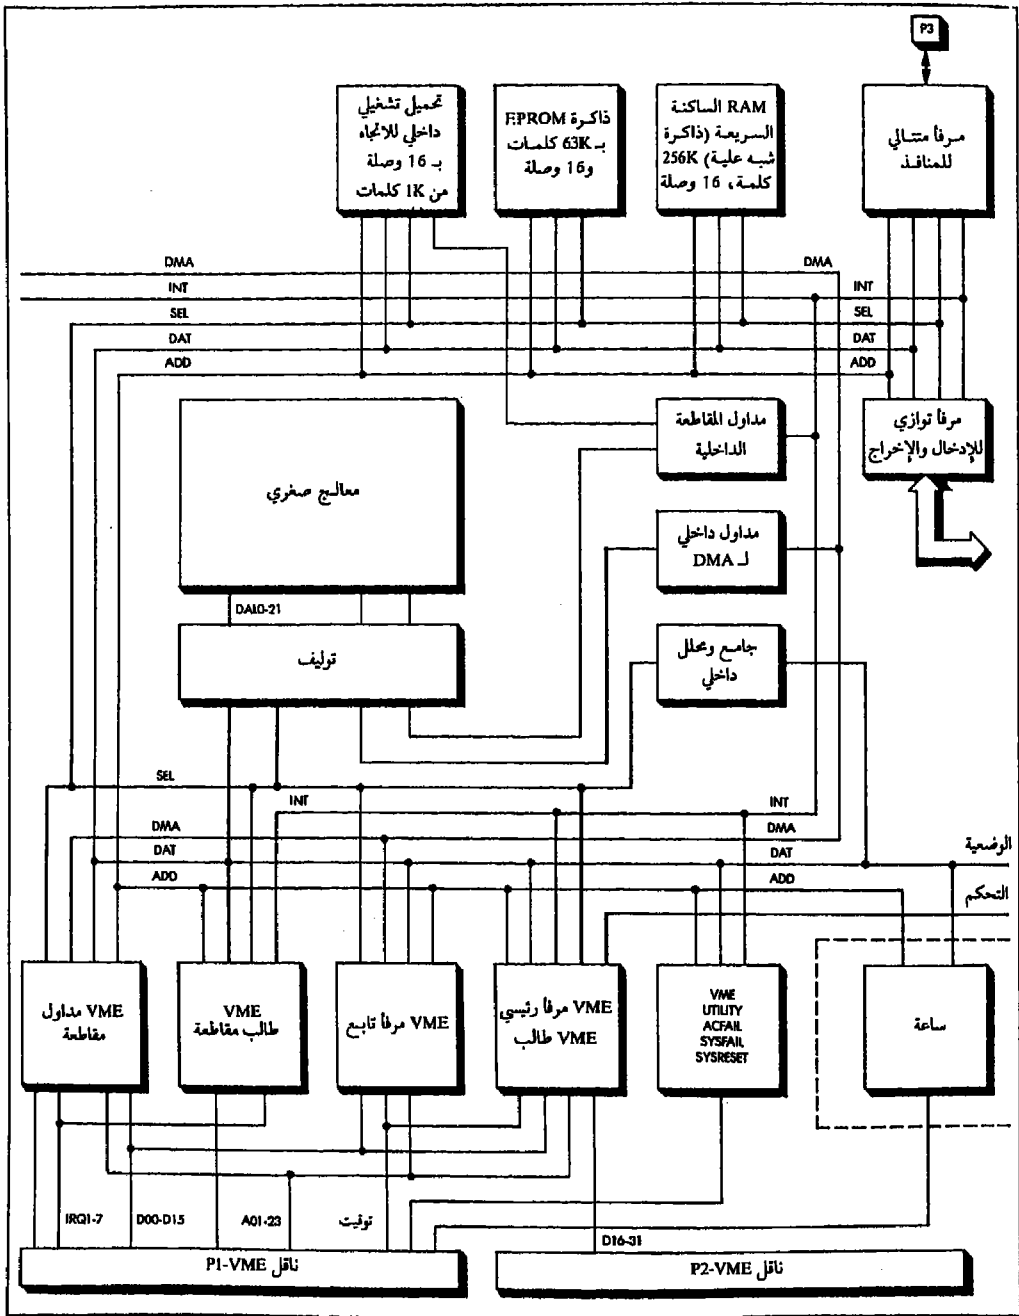 P3
تحميل تشغيلي
داخلي للاتجاه
بـ 16 وصلة
من 1K كلمات
ذاكرة EPROM
بـ 63K كلمات
و16 وصلة
RAM الساكنة
السريعة (ذاكرة
شبه علية) 256K
كلمة، 16 وصلة
مرفأ متتالي
للمنافذ
DMA
DMA
INT
INT
SEL
SEL
DAT
DAT
ADD
ADD
معالج صغري
مداول المقاطعة
الداخلية
مرفأ توازي
للإدخال والإخراج
مداول داخلي
لـ DMA
DAL0-21
توليف
جامع ومحلل
داخلي
SEL
INT
INT
DMA
DMA
DAT
DAT
الوضعية
ADD
ADD
التحكم
VME مداول
مقاطعة
VME
طالب مقاطعة
VME مرفأ تابع
VME مرفأ رئيسي
VME طالب
VME
UTILITY
ACFAIL
SYSFAIL
SYSRESET
ساعة
IRQ1-7
D00-D15
A01-23
توقيت
D16-31
ناقل P1-VME
ناقل P2-VME